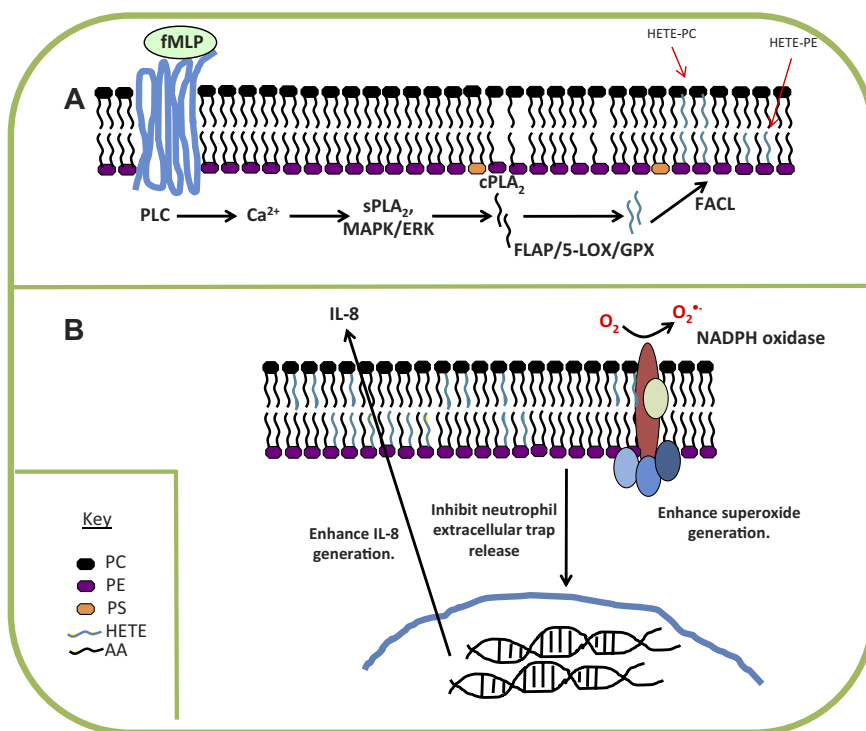 fMLP
HETE-PC
HETE-PE
A
cPLA₂
PLC
Ca²⁺
sPLA₂,
MAPK/ERK
FACL
FLAP/5-LOX/GPX
B
IL-8
O₂
O₂•-
NADPH oxidase
Enhance IL-8
generation.
Inhibit neutrophil
extracellular trap
release
Enhance superoxide
generation.
Key
PC
PE
PS
HETE
AA